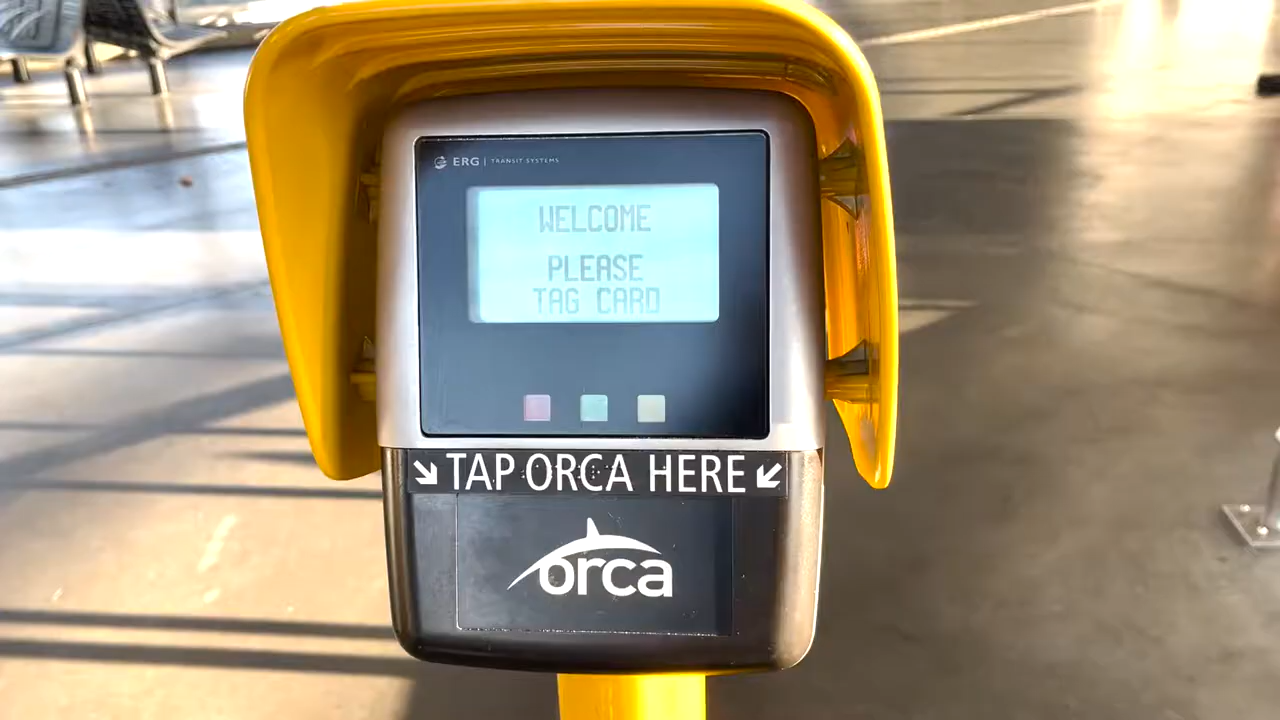 ERG | TRANSIT SYSTEMS
WELCOME
PLEASE
TAG CARD
TAP ORCA HERE
orca